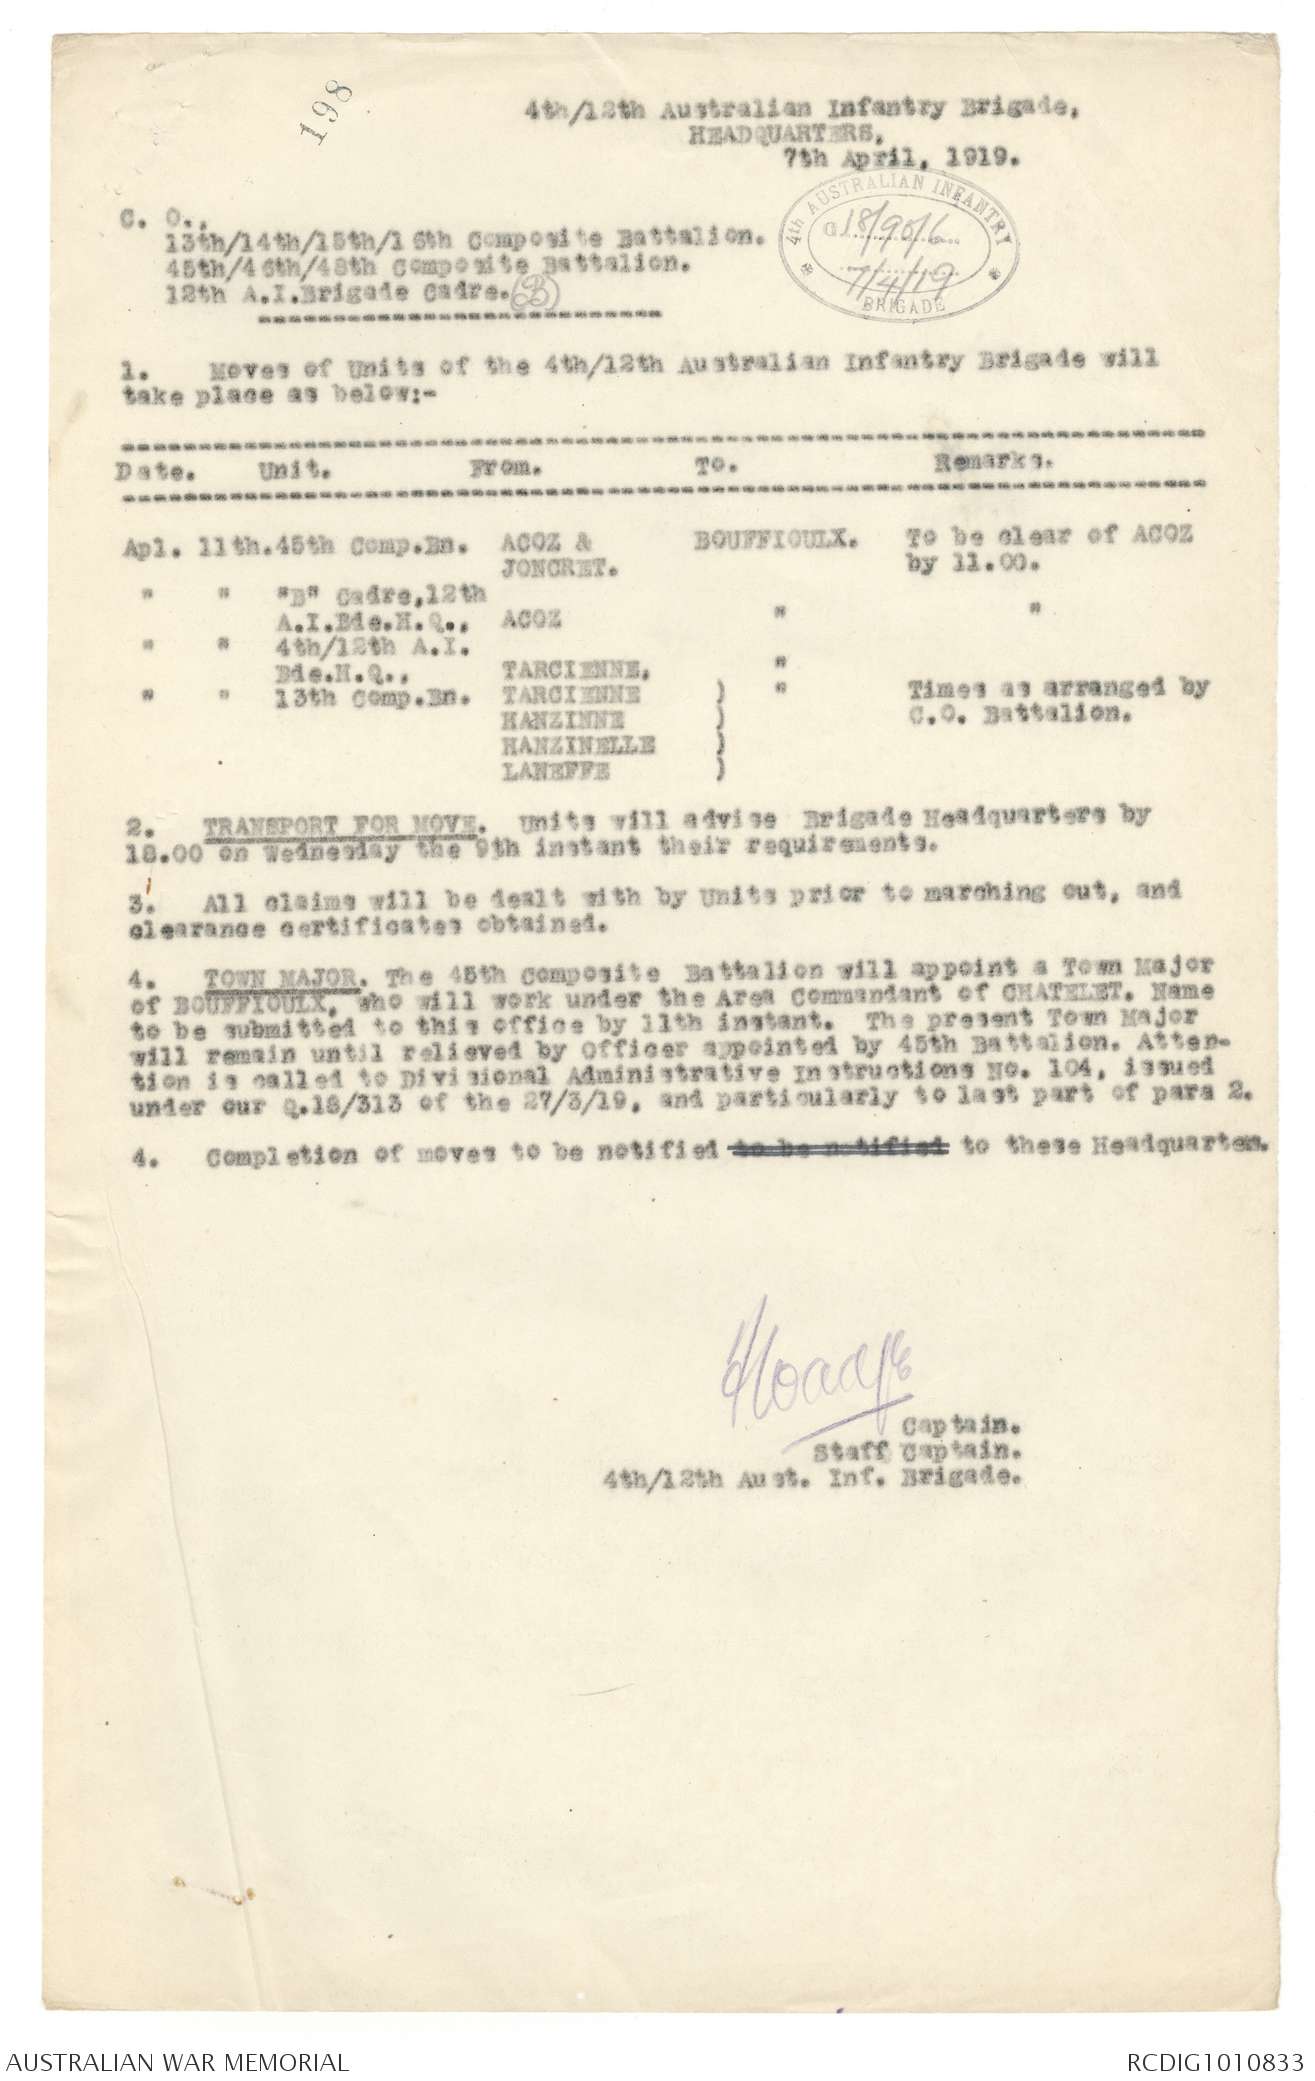 198
4th/12th Australian Infantry Brigade,
HEADQUARTERS,
7th April, 1919.
4th AUSTRALIAN INFANTRY
G 18/90/6
7/4/19
BRIGADE
C. O.,
13th/14th/15th/16th Composite Battalion.
45th/46th/48th Composite Battalion.
12th A.I.Brigade Cadre. (B)
1. Moves of Units of the 4th/12th Australian Infantry Brigade will
take place as below:-
Date. Unit. From. To. Remarks.
Apl. 11th. 45th Comp.Bn. ACOZ & BOUFFIOULX. To be clear of ACOZ
JONCRET. by 11.00.
" " "B" Cadre,12th
A.I.Bde.H.Q., ACOZ " "
" " 4th/12th A.I.
Bde.H.Q., TARCIENNE, "
" " 13th Comp.Bn. TARCIENNE ) " Times as arranged by
HANZINNE ) C.O. Battalion.
HANZINELLE )
LANEFFE )
2. TRANSPORT FOR MOVE. Units will advise Brigade Headquarters by
18.00 on Wednesday the 9th instant their requirements.
3. All claims will be dealt with by Units prior to marching out, and
clearance certificates obtained.
4. TOWN MAJOR. The 45th Composite Battalion will appoint a Town Major
of BOUFFIOULX, who will work under the Area Commandant of CHATELET. Name
to be submitted to this office by 11th instant. The present Town Major
will remain until relieved by Officer appointed by 45th Battalion. Atten-
tion is called to Divisional Administrative Instructions No. 104, issued
under our Q.18/313 of the 27/3/19, and particularly to last part of para 2.
4. Completion of moves to be notified to be notified to these Headquarters.
Captain.
Staff Captain.
4th/12th Aust. Inf. Brigade.
AUSTRALIAN WAR MEMORIAL RCDIG1010833